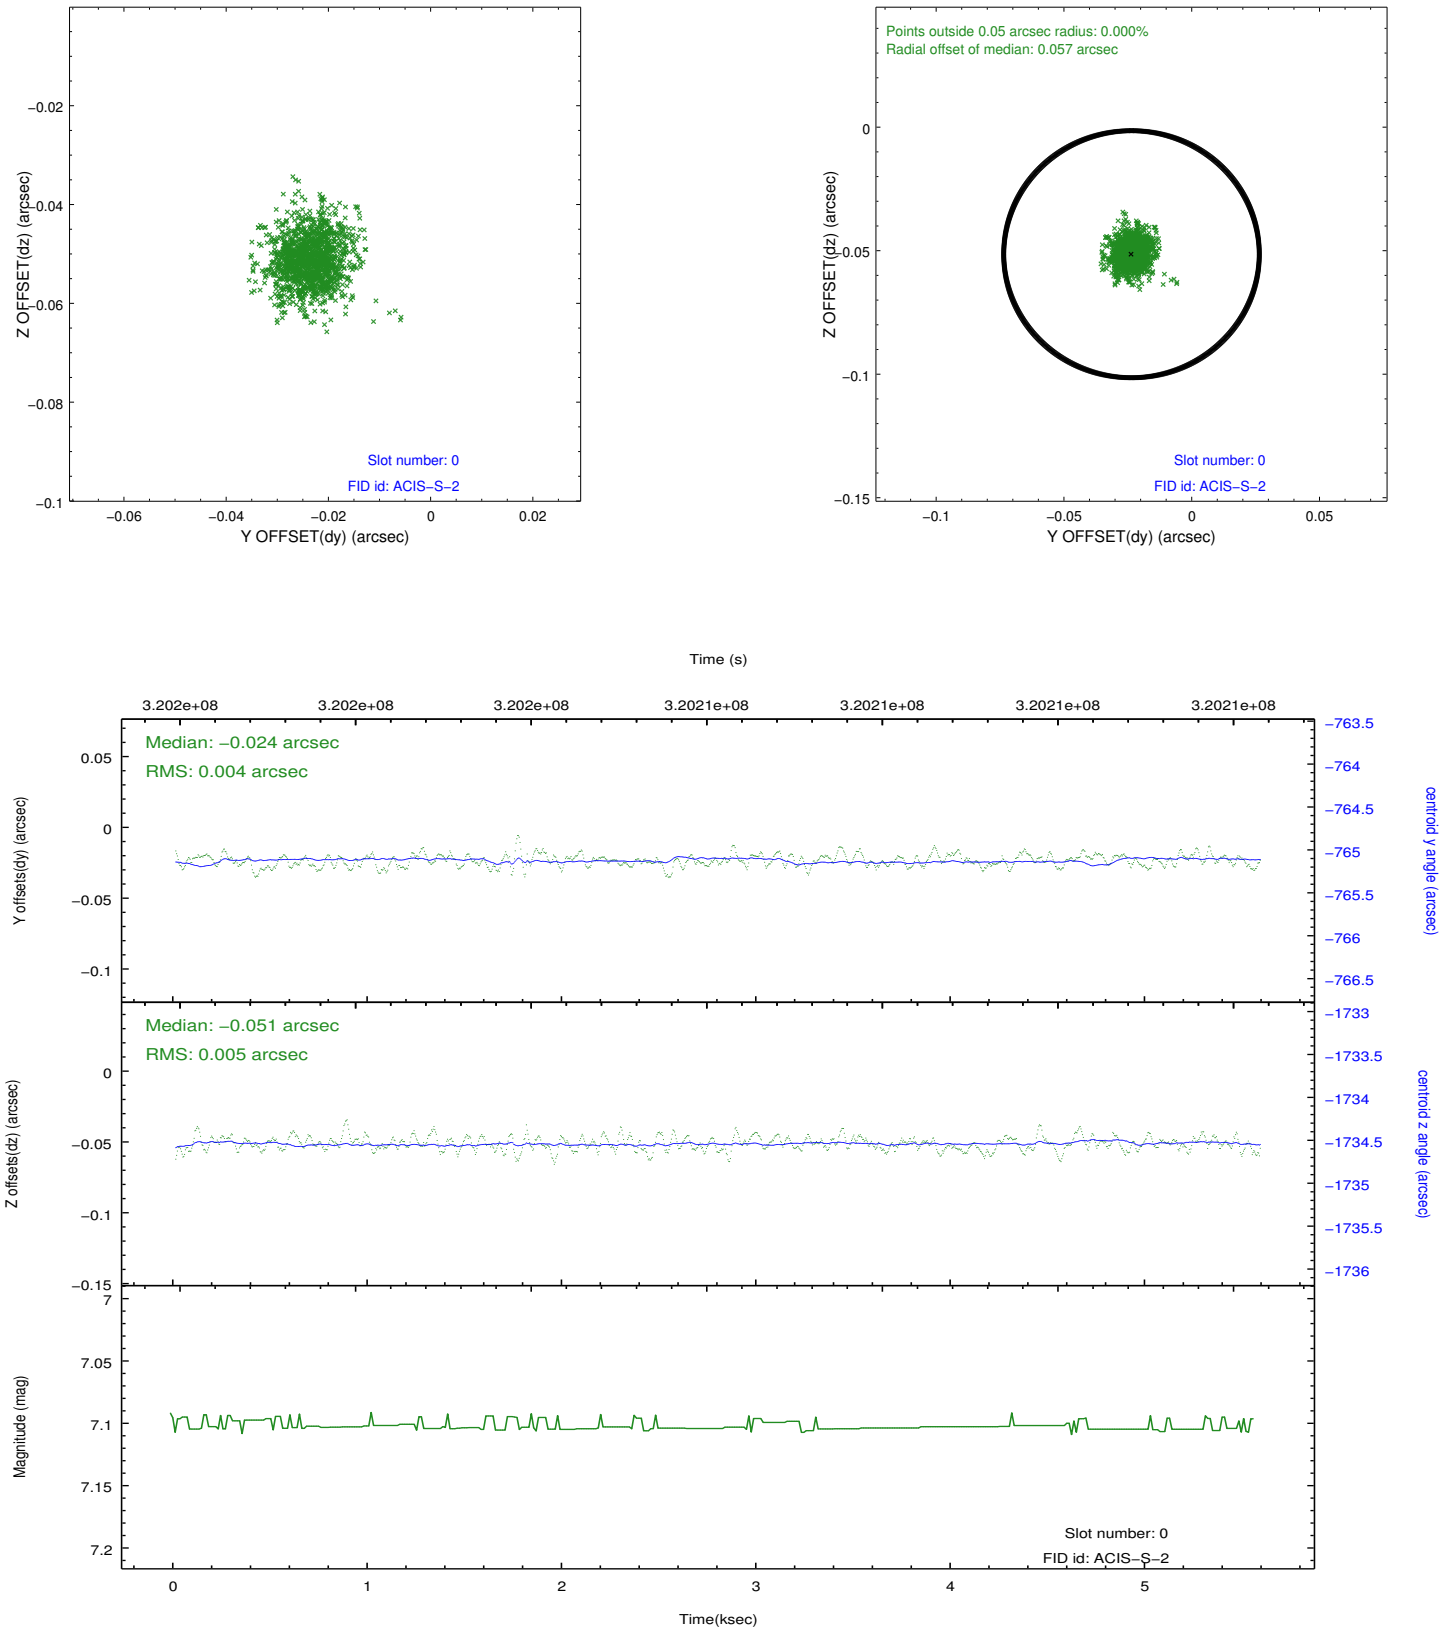 −0.02
−0.04
−0.06
−0.08
−0.1
Z OFFSET(dz) (arcsec)
Slot number: 0
FID id: ACIS−S−2
−0.06 −0.04 −0.02 0 0.02
Y OFFSET(dy) (arcsec)
Points outside 0.05 arcsec radius: 0.000%
Radial offset of median: 0.057 arcsec
0
−0.05
−0.1
−0.15
Z OFFSET(dz) (arcsec)
Slot number: 0
FID id: ACIS−S−2
−0.1 −0.05 0 0.05
Y OFFSET(dy) (arcsec)
Time (s)
3.202e+08 3.202e+08 3.202e+08 3.2021e+08 3.2021e+08 3.2021e+08 3.2021e+08
Median: −0.024 arcsec
RMS: 0.004 arcsec
0.05
0
−0.05
−0.1
Y offsets(dy) (arcsec)
−763.5
−764
−764.5
−765
−765.5
−766
−766.5
centroid y angle (arcsec)
Median: −0.051 arcsec
RMS: 0.005 arcsec
0
−0.05
−0.1
−0.15
Z offsets(dz) (arcsec)
−1733
−1733.5
−1734
−1734.5
−1735
−1735.5
−1736
centroid z angle (arcsec)
7
7.05
7.1
7.15
7.2
Magnitude (mag)
Slot number: 0
FID id: ACIS−S−2
0 1 2 3 4 5
Time(ksec)